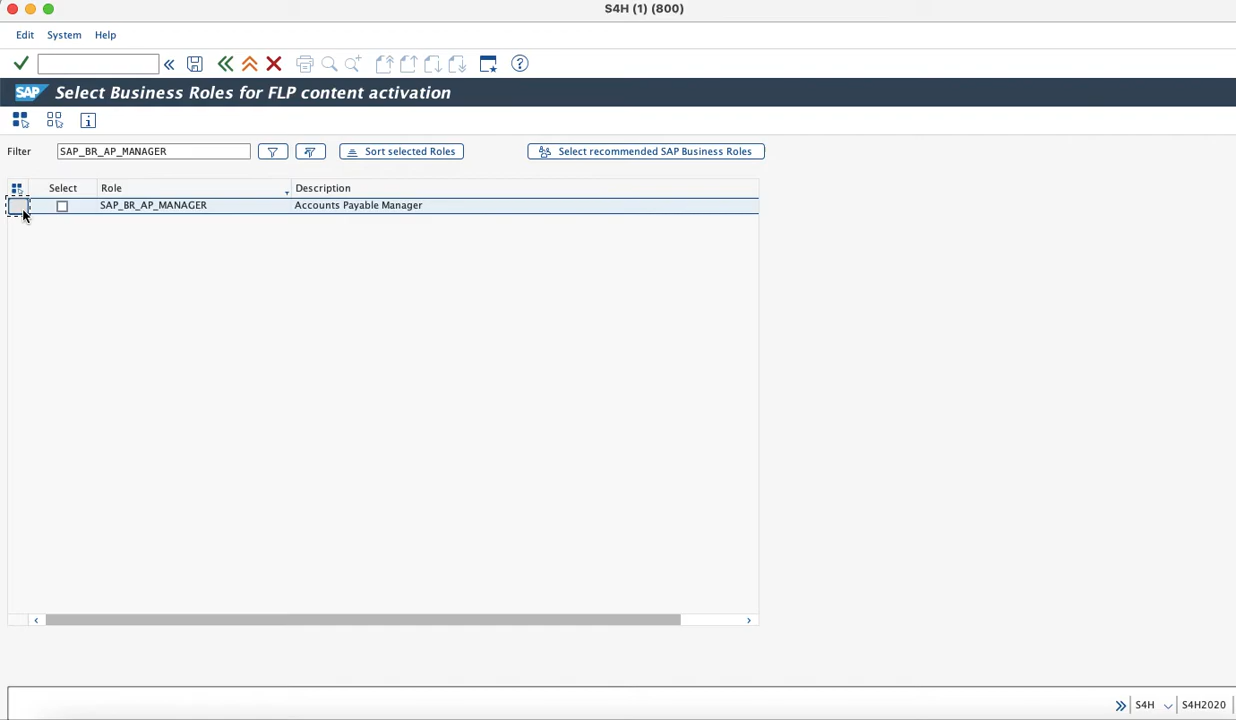 S4H (1) (800)
Edit System Help
SAP Select Business Roles for FLP content activation
Filter SAP_BR_AP_MANAGER Sort selected Roles Select recommended SAP Business Roles
Select Role Description
SAP_BR_AP_MANAGER Accounts Payable Manager
S4H S4H2020